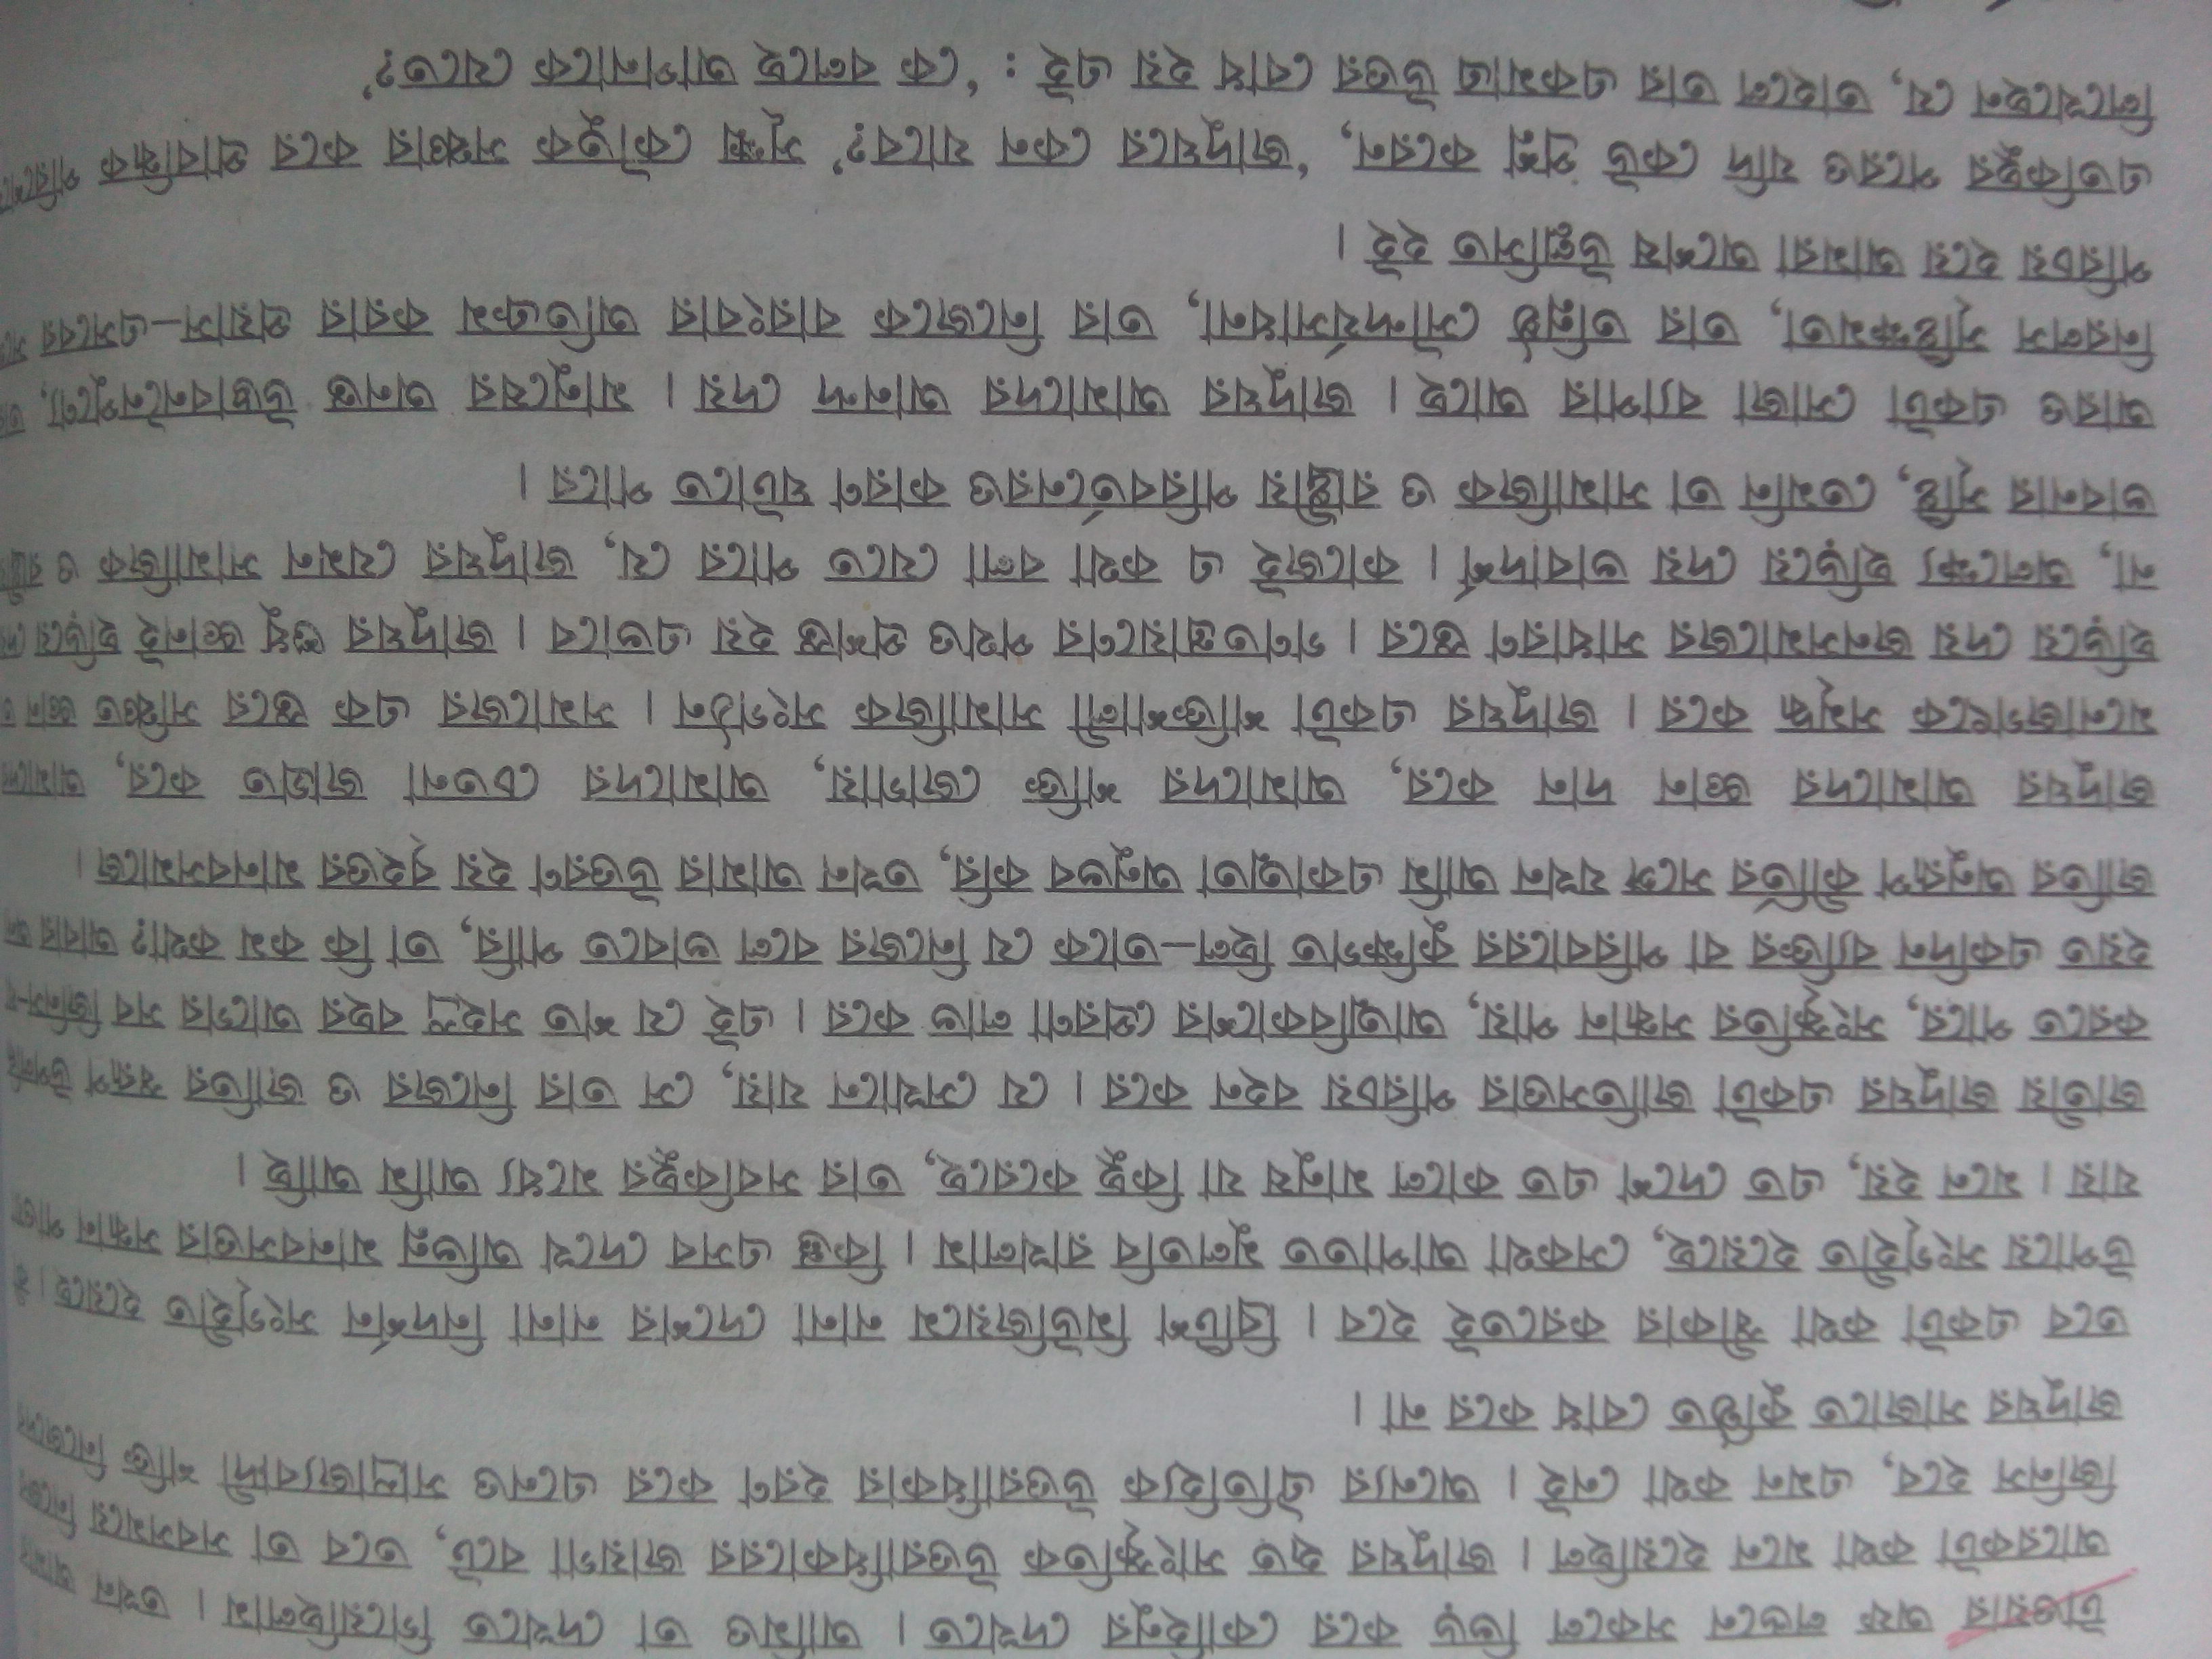 টাওয়ার অফ লন্ডনে সকলে ভিড় করে কোহিনুর দেখতে। আমিও তা দেখতে গিয়েছিলাম। তখন আমার
আরেকটা কথা মনে হয়েছিল। জাদুঘর হৃত সাংস্কৃতিক উত্তরাধিকারের জায়গা বটে, তবে তা সবসময়ে নিজের
জিনিস হবে, এমন কথা নেই। অন্যের ঐতিহ্যিক উত্তরাধিকার হরণ করে এনেও সাম্রাজ্যবাদী শক্তি নিজেদের
জাদুঘর সাজাতে কুণ্ঠিত বোধ করে না।
তবে একটা কথা স্বীকার করতেই হবে। ব্রিটিশ মিউজিয়মে নানা দেশের নানা নিদর্শন সংগৃহীত হয়েছে।
উপায়ে সংগৃহীত হয়েছে, সেকথা আপাতত মুলতবি রাখলাম। কিন্তু এসব দেখে অভিন্ন মানবসত্তার সন্ধান
যায়। মনে হয়, এত দেশে এত কালে মানুষ যা কিছু করেছে, তার সবকিছুর মধ্যে আমি আছি।
জাতীয় জাদুঘর একটা জাতিসত্তার পরিচয় বহন করে। যে সেখানে যায়, সে তার নিজের ও জাতির স্বরূপ
করতে পারে, সংস্কৃতির সন্ধান পায়, আত্মবিকাশের প্রেরণা লাভ করে। এই যে শত সহস্র বছর আগের সব জিনিস–
হয়ত একদিন ব্যক্তির বা পরিবারের কুক্ষিগত ছিল–তাকে যে নিজের বলে ভাবতে পারি, তা কি কম কথা? আবার
জাতির অনুরূপ কীর্তির সঙ্গে যখন আমি একাত্মতা অনুভব করি, তখন আমার উত্তরণ হয় বৃহত্তর মানবসমাজে।
জাদুঘর আমাদের জ্ঞান দান করে, আমাদের শক্তি জোগায়, আমাদের চেতনা জাগ্রত করে,
মনোজগৎকে সমৃদ্ধ করে। জাদুঘর একটা শক্তিশালী সামাজিক সংগঠন। সমাজের এক স্তরে সঞ্চিত জ্ঞান
ছড়িয়ে দেয় জনসমাজের সাধারণ স্তরে। গণতন্ত্রায়ণের পথও প্রশস্ত হয় এভাবে। জাদুঘর শুধু জ্ঞানই ছড়িয়ে
না, অলক্ষ্যে ছড়িয়ে দেয় ভাবাদর্শ। কাজেই এ কথা বলা যেতে পারে যে, জাদুঘর যেমন সামাজিক ও
ভাবনার সৃষ্টি, তেমনি তা সামাজিক ও রাষ্ট্রীয় পরিবর্তনেরও কারণ ঘটাতে পারে।
আরও একটা সোজা ব্যাপার আছে। জাদুঘর আমাদের আনন্দ দেয়। মানুষের অনন্ত উদ্ভাবননৈপুণ্যে,
নিরলস সৃষ্টিক্ষমতা, তার তন্নিষ্ঠ সৌন্দর্যসাধনা, তার নিজেকে বারংবার অতিক্রম করার প্রয়াস–এসবের
পরিচয় হয়ে আমরা অশেষ উল্লসিত হই।
এতকিছুর পরেও যদি কেউ প্রশ্ন করেন, ‘জাদুঘরে কেন যাবে?’ সূক্ষ্ম কৌতুক সঞ্চার করে প্রাবন্ধিক
লিখেছেন যে, তাহলে তার একমাত্র উত্তর বোধ হয় এই : ‘কে বলছে আপনাকে যেতে?’